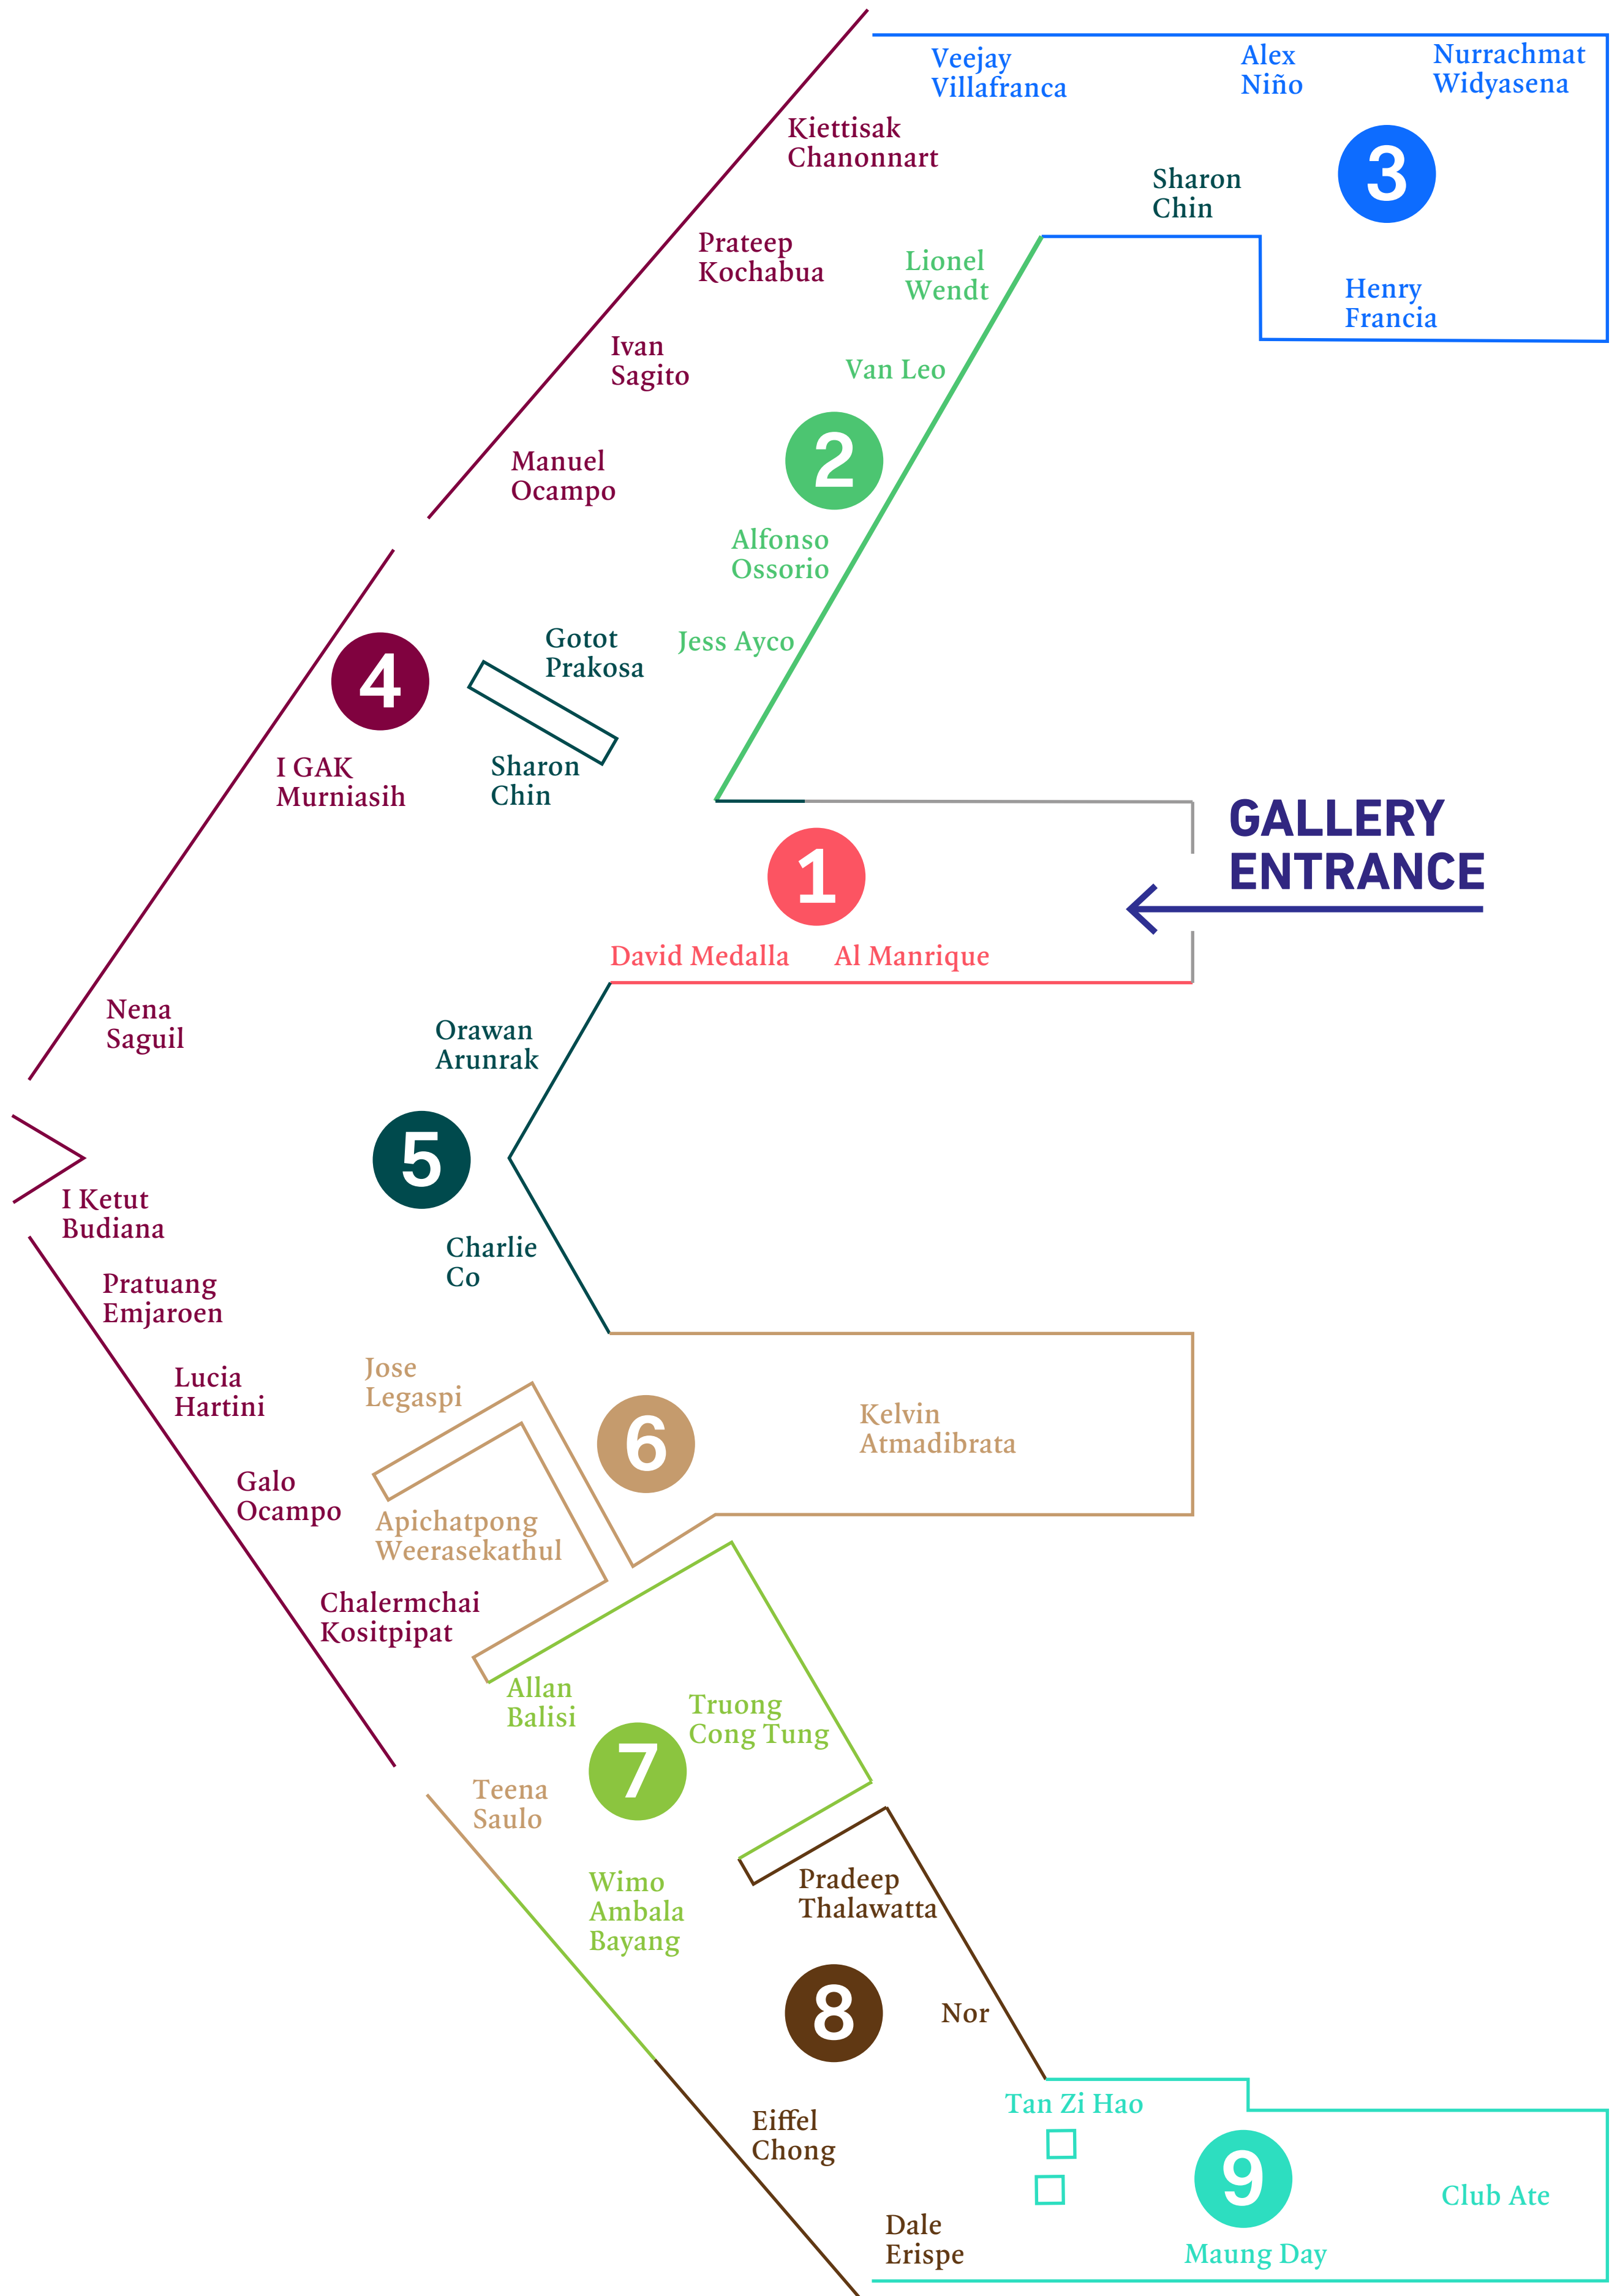 Veejay
Villafranca
Alex
Niño
Nurrachmat
Widyasena
Kiettisak
Chanonnart
3
Sharon
Chin
Prateep
Kochabua
Lionel
Wendt
Henry
Francia
Ivan
Sagito
Van Leo
Manuel
Ocampo
2
Alfonso
Ossorio
Gotot
Prakosa
Jess Ayco
4
I GAK
Murniasih
Sharon
Chin
GALLERY
ENTRANCE
1
David Medalla
Al Manrique
Nena
Saguil
Orawan
Arunrak
5
I Ketut
Budiana
Charlie
Co
Pratuang
Emjaroen
Lucia
Hartini
Jose
Legaspi
6
Kelvin
Atmadibrata
Galo
Ocampo
Apichatpong
Weerasekathul
Chalermchai
Kositpipat
Allan
Balisi
Truong
Cong Tung
7
Teena
Saulo
Wimo
Ambala
Bayang
Pradeep
Thalawatta
8
Nor
Tan Zi Hao
Eiffel
Chong
9
Club Ate
Dale
Erispe
Maung Day